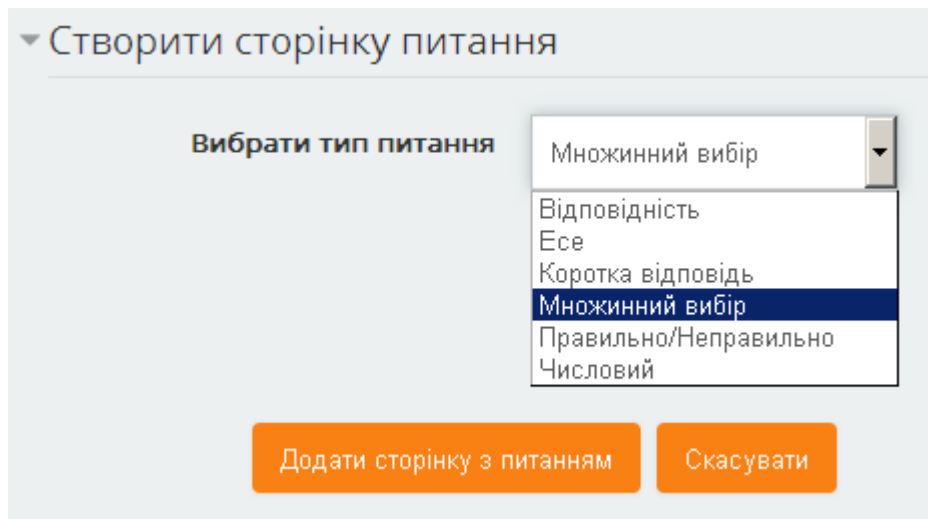 Створити сторінку питання
Вибрати тип питання
Множинний вибір
Відповідність
Есе
Коротка відповідь
Множинний вибір
Правильно/Неправильно
Числовий
Додати сторінку з питанням
Скасувати